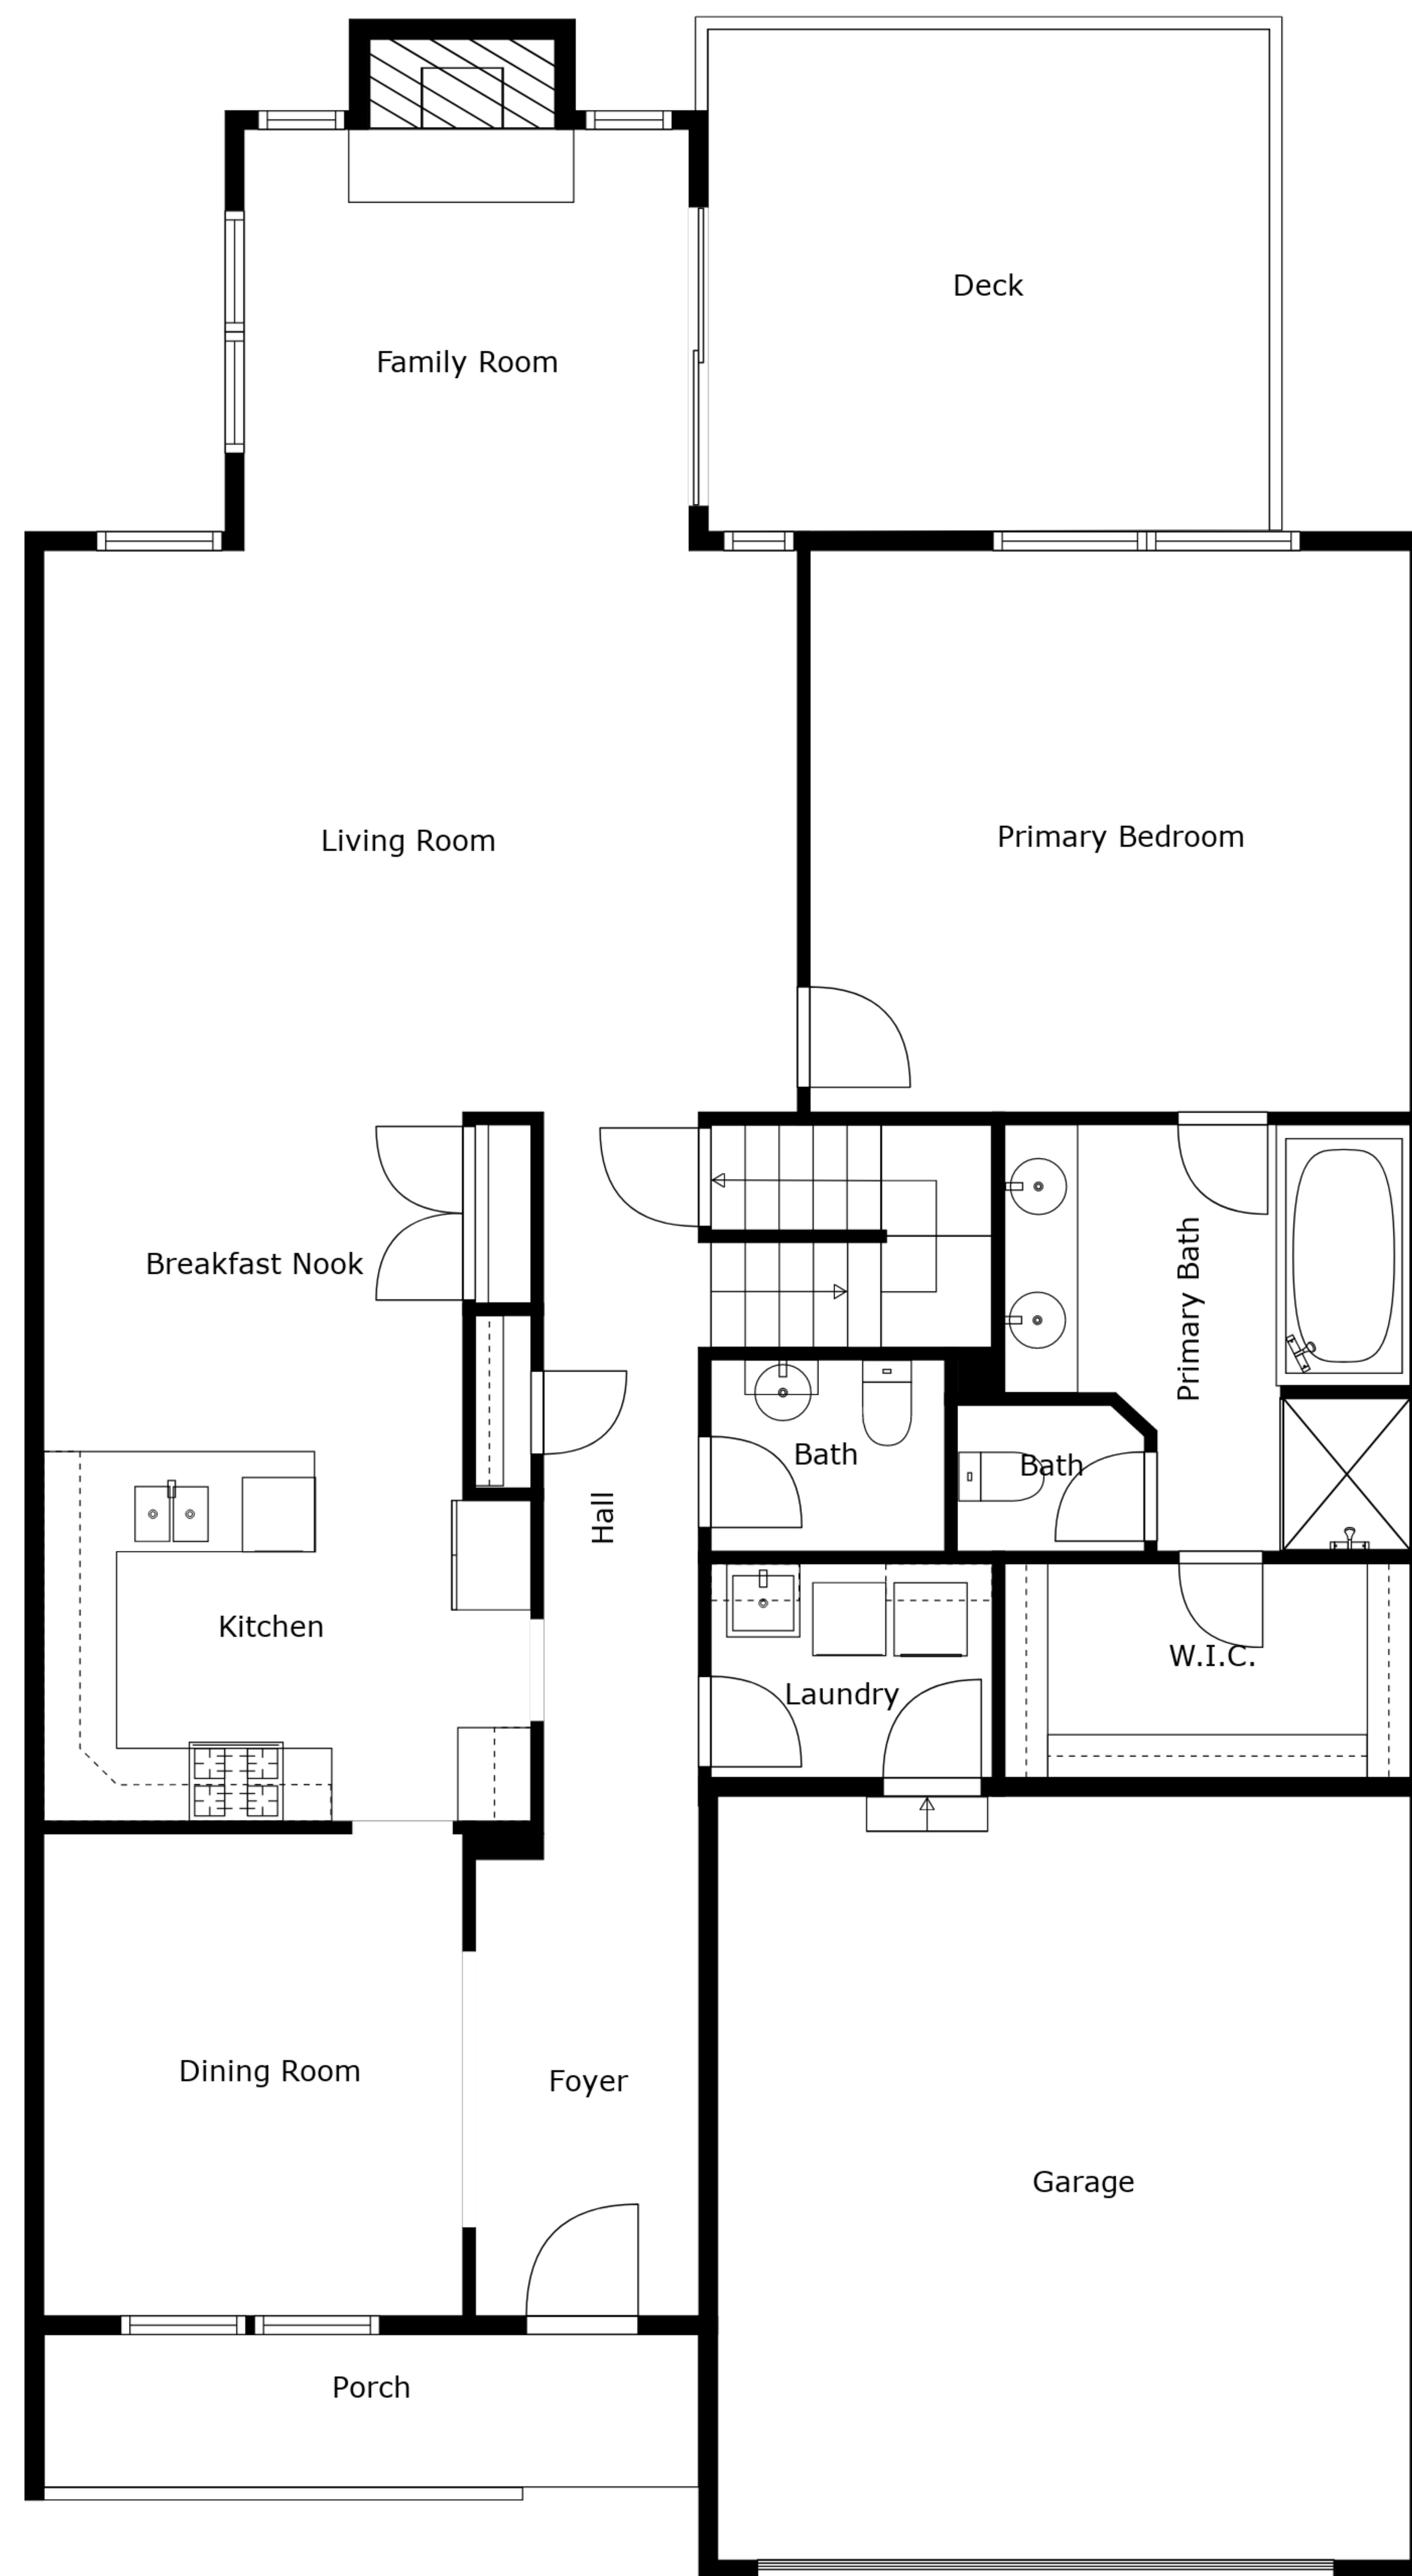 Deck
Family Room
Living Room
Primary Bedroom
Breakfast Nook
Primary Bath
Bath
Bath
Hall
Kitchen
W.I.C.
Laundry
Dining Room
Foyer
Garage
Porch